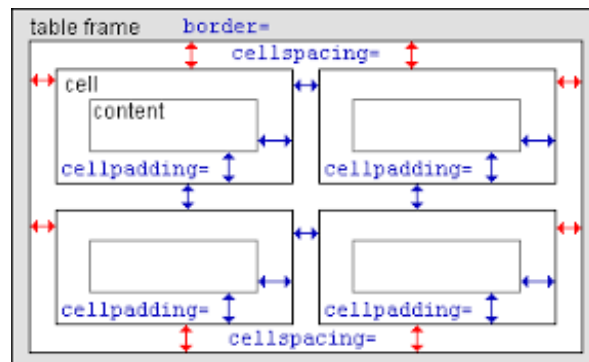 table frame border=
cellspacing=
cell
content
cellpadding= cellpadding=
cellpadding= cellpadding=
cellspacing=